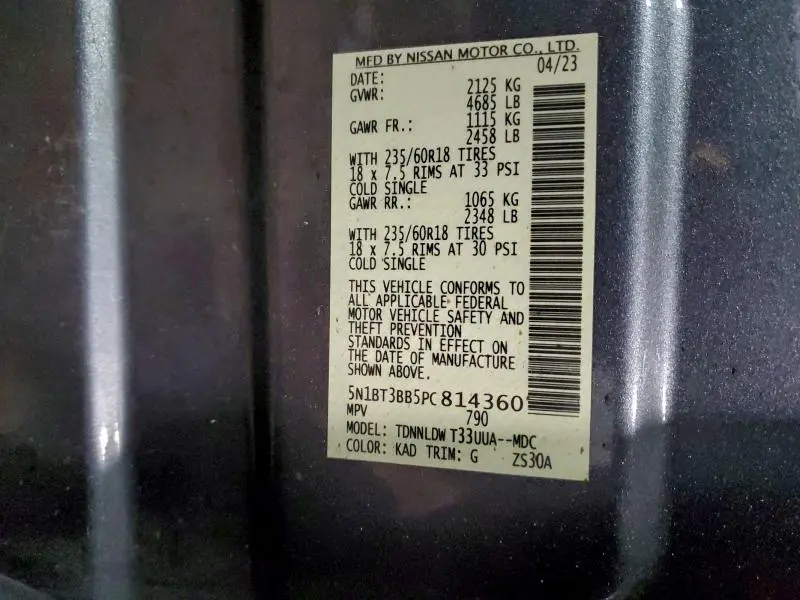 MFD BY NISSAN MOTOR CO., LTD.
DATE: 04/23
GVWR: 2125 KG
4685 LB
GAWR FR.: 1115 KG
2458 LB
WITH 235/60R18 TIRES
18 x 7.5 RIMS AT 33 PSI
COLD SINGLE
GAWR RR.: 1065 KG
2348 LB
WITH 235/60R18 TIRES
18 x 7.5 RIMS AT 30 PSI
COLD SINGLE
THIS VEHICLE CONFORMS TO
ALL APPLICABLE FEDERAL
MOTOR VEHICLE SAFETY AND
THEFT PREVENTION
STANDARDS IN EFFECT ON
THE DATE OF MANUFACTURE
SHOWN ABOVE.
5N1BT3BB5PC814360
MPV 790
MODEL: TDNNLDW T33UUA--MDC
COLOR: KAD TRIM: G ZS30A